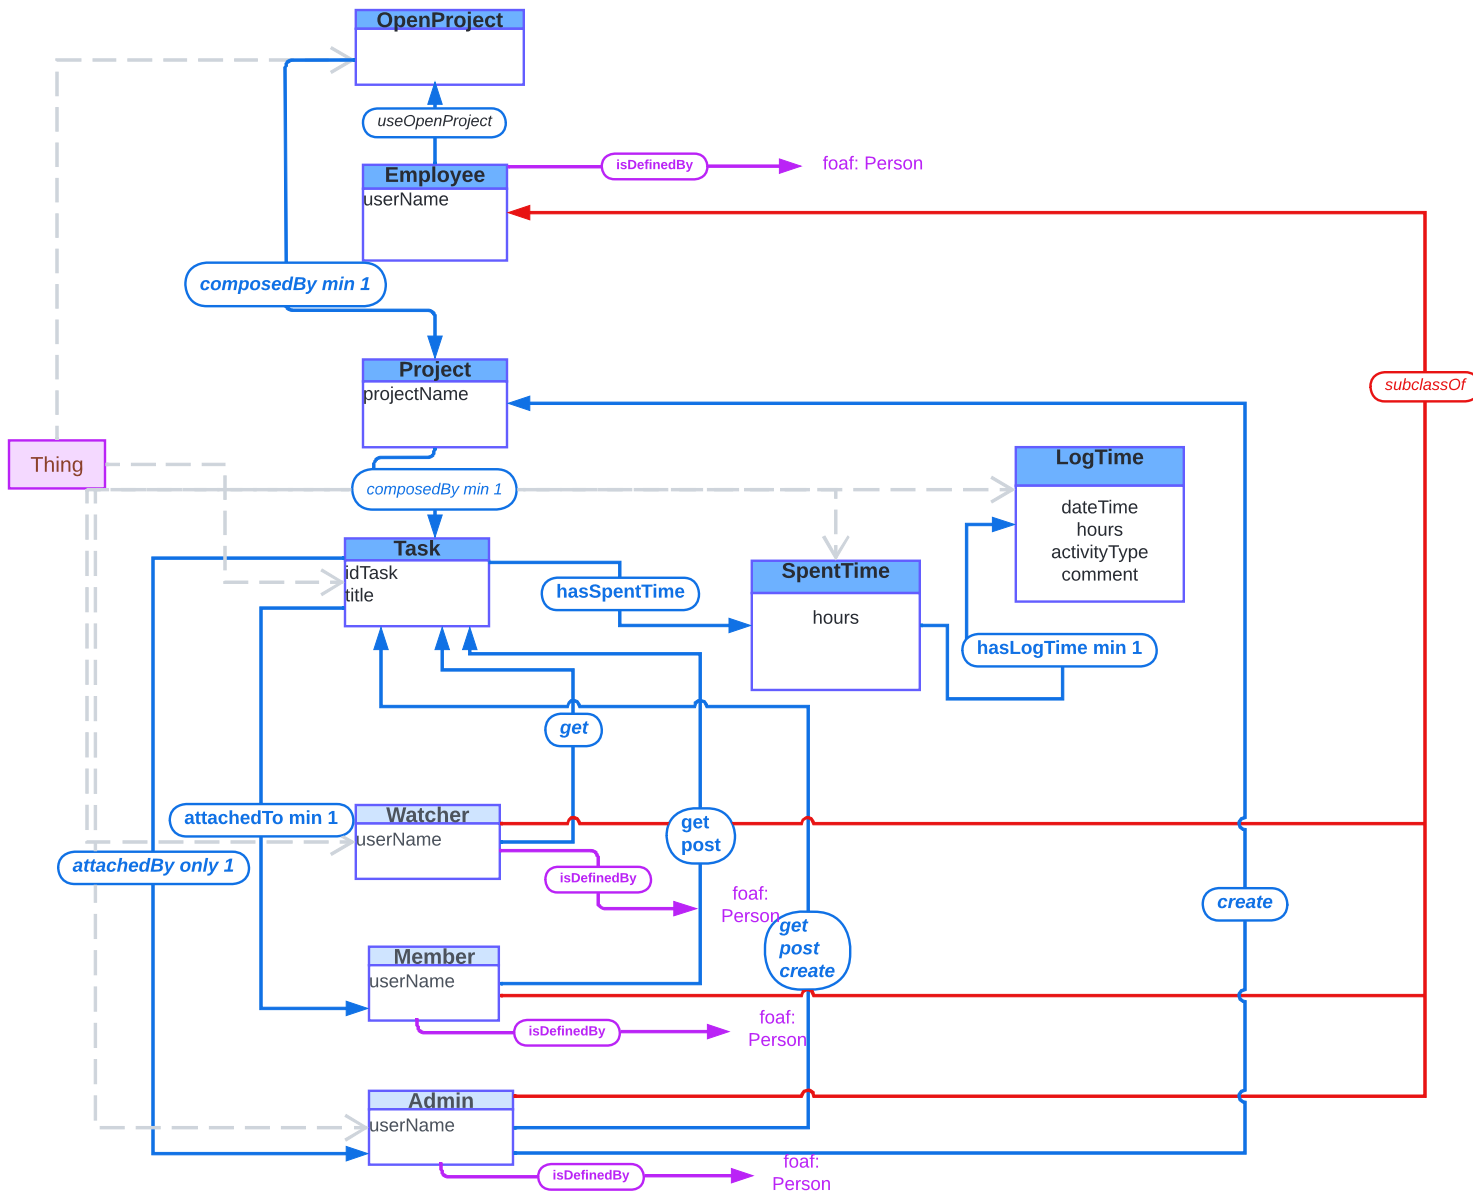 OpenProject
useOpenProject
Employee
userName
isDefinedBy
foaf: Person
composedBy min 1
Project
projectName
subclassOf
Thing
composedBy min 1
LogTime
dateTime
hours
activityType
comment
Task
idTask
title
hasSpentTime
SpentTime
hours
hasLogTime min 1
get
attachedTo min 1
Watcher
userName
get
post
attachedBy only 1
isDefinedBy
foaf:
Person
create
get
post
create
Member
userName
isDefinedBy
foaf:
Person
Admin
userName
isDefinedBy
foaf:
Person